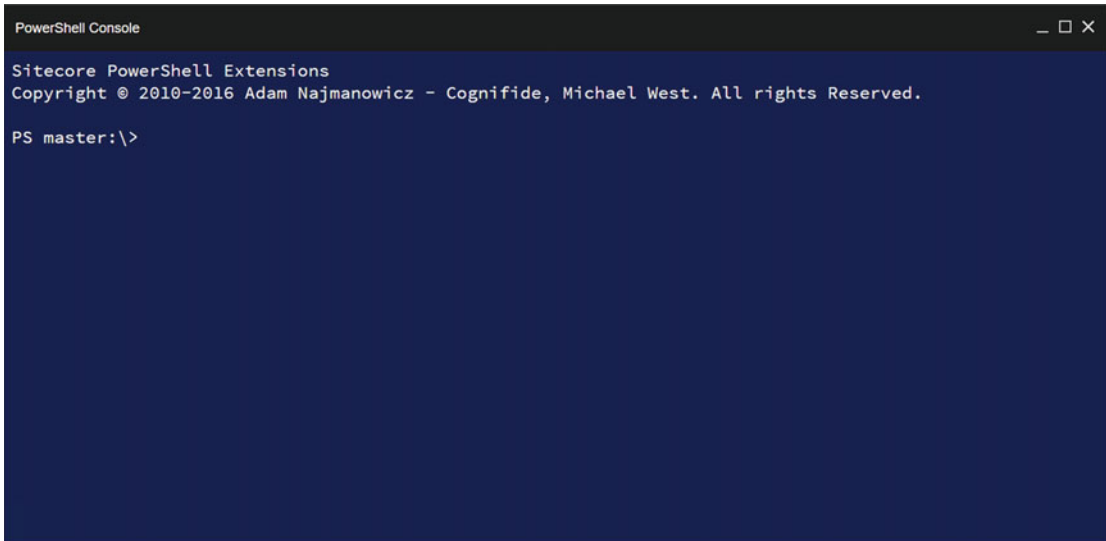 PowerShell Console
Sitecore PowerShell Extensions
Copyright © 2010-2016 Adam Najmanowicz - Cognifide, Michael West. All rights Reserved.
PS master:\>